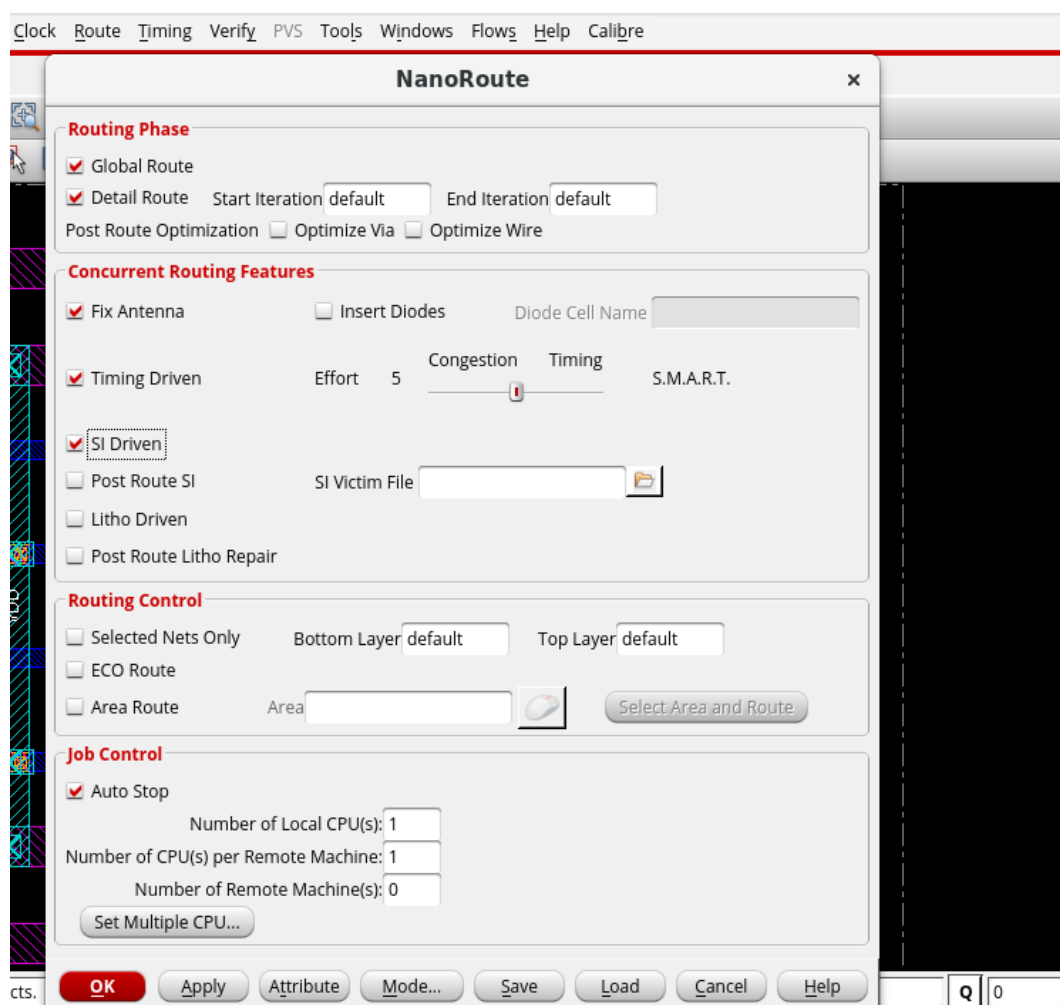 Clock Route Timing Verify PVS Tools Windows Flows Help Calibre
NanoRoute
Routing Phase
Global Route
Detail Route Start Iteration default End Iteration default
Post Route Optimization Optimize Via Optimize Wire
Concurrent Routing Features
Fix Antenna Insert Diodes Diode Cell Name
Congestion Timing
Timing Driven Effort 5 S.M.A.R.T.
SI Driven
Post Route SI SI Victim File
Litho Driven
Post Route Litho Repair
Routing Control
Selected Nets Only Bottom Layer default Top Layer default
ECO Route
Area Route Area Select Area and Route
Job Control
Auto Stop
Number of Local CPU(s): 1
Number of CPU(s) per Remote Machine: 1
Number of Remote Machine(s): 0
Set Multiple CPU...
OK Apply Attribute Mode... Save Load Cancel Help
cts. Q 0